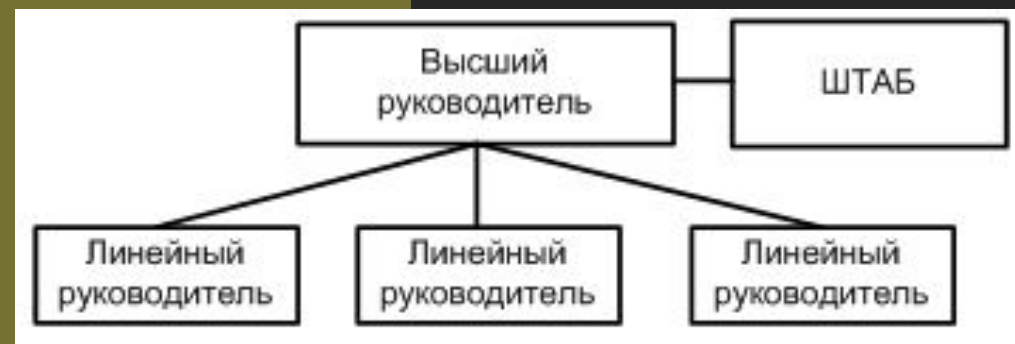 Высший
руководитель
ШТАБ
Линейный
руководитель
Линейный
руководитель
Линейный
руководитель